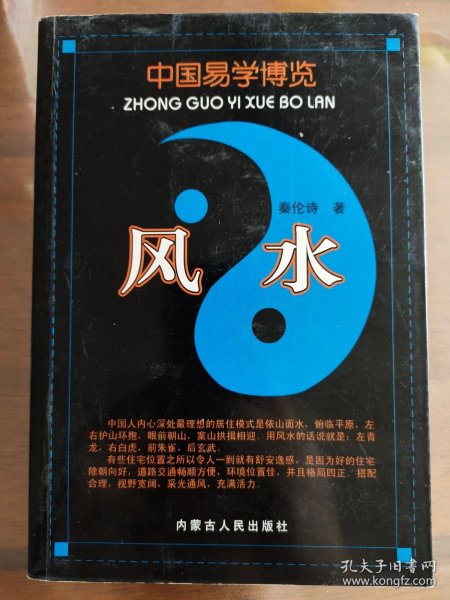 中国易学博览
ZHONG GUO YI XUE BO LAN
秦伦诗 著
风水
中国人内心深处最理想的居住模式是依山面水，俯临平原，左
右护山环抱，眼前朝山，案山拱揖相迎。用风水的话说就是：左青
龙，右白虎，前朱雀，后玄武。
有些住宅位置之所以令人一到就有舒安逸感，是因为好的住宅
除朝向好，道路交通畅顺方便，环境位置佳，并且格局四正。搭配
合理，视野宽阔，采光通风，充满活力。
内蒙古人民出版社
孔夫子旧书网
www.kongfz.com